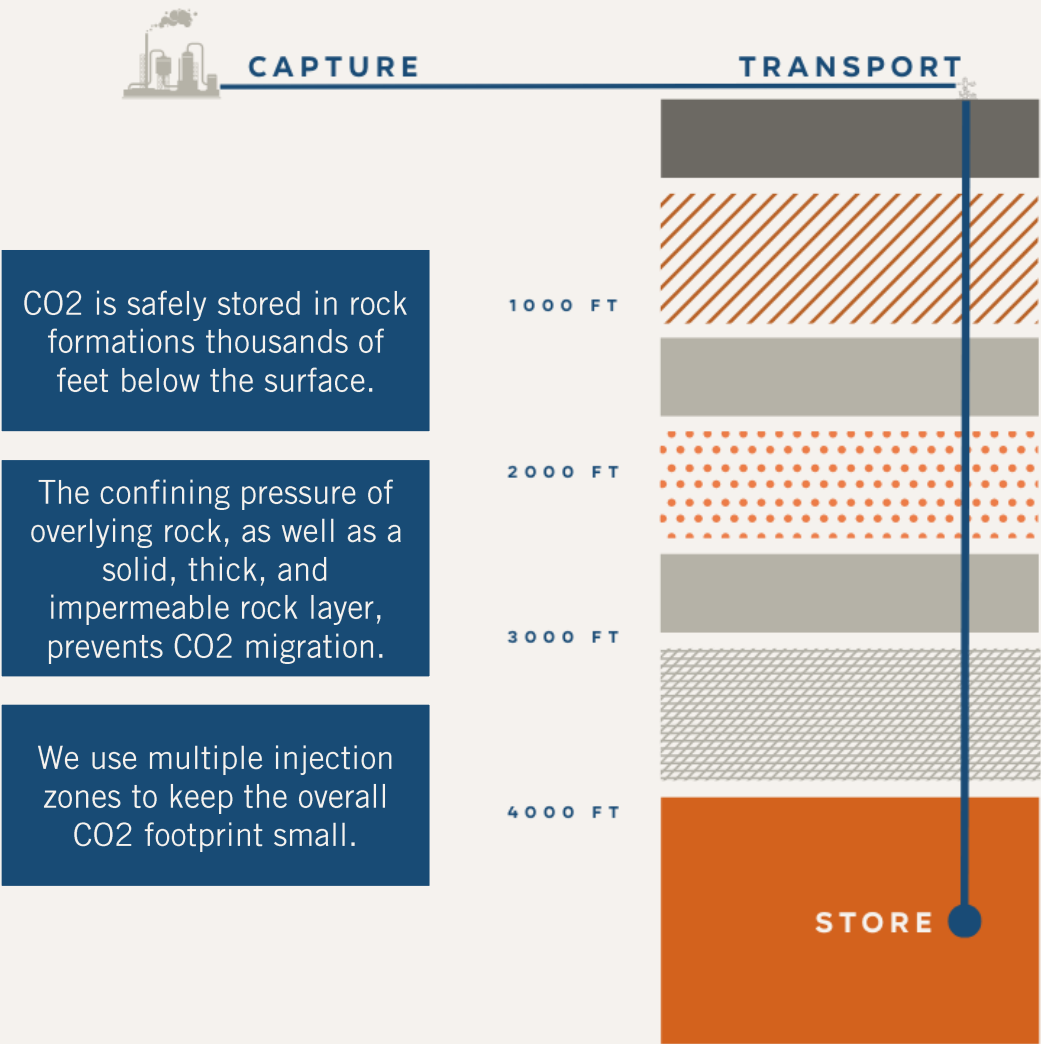 CAPTURE
TRANSPORT
CO2 is safely stored in rock
formations thousands of
feet below the surface.
The confining pressure of
overlying rock, as well as a
solid, thick, and
impermeable rock layer,
prevents CO2 migration.
We use multiple injection
zones to keep the overall
CO2 footprint small.
1000 FT
2000 FT
3000 FT
4000 FT
STORE